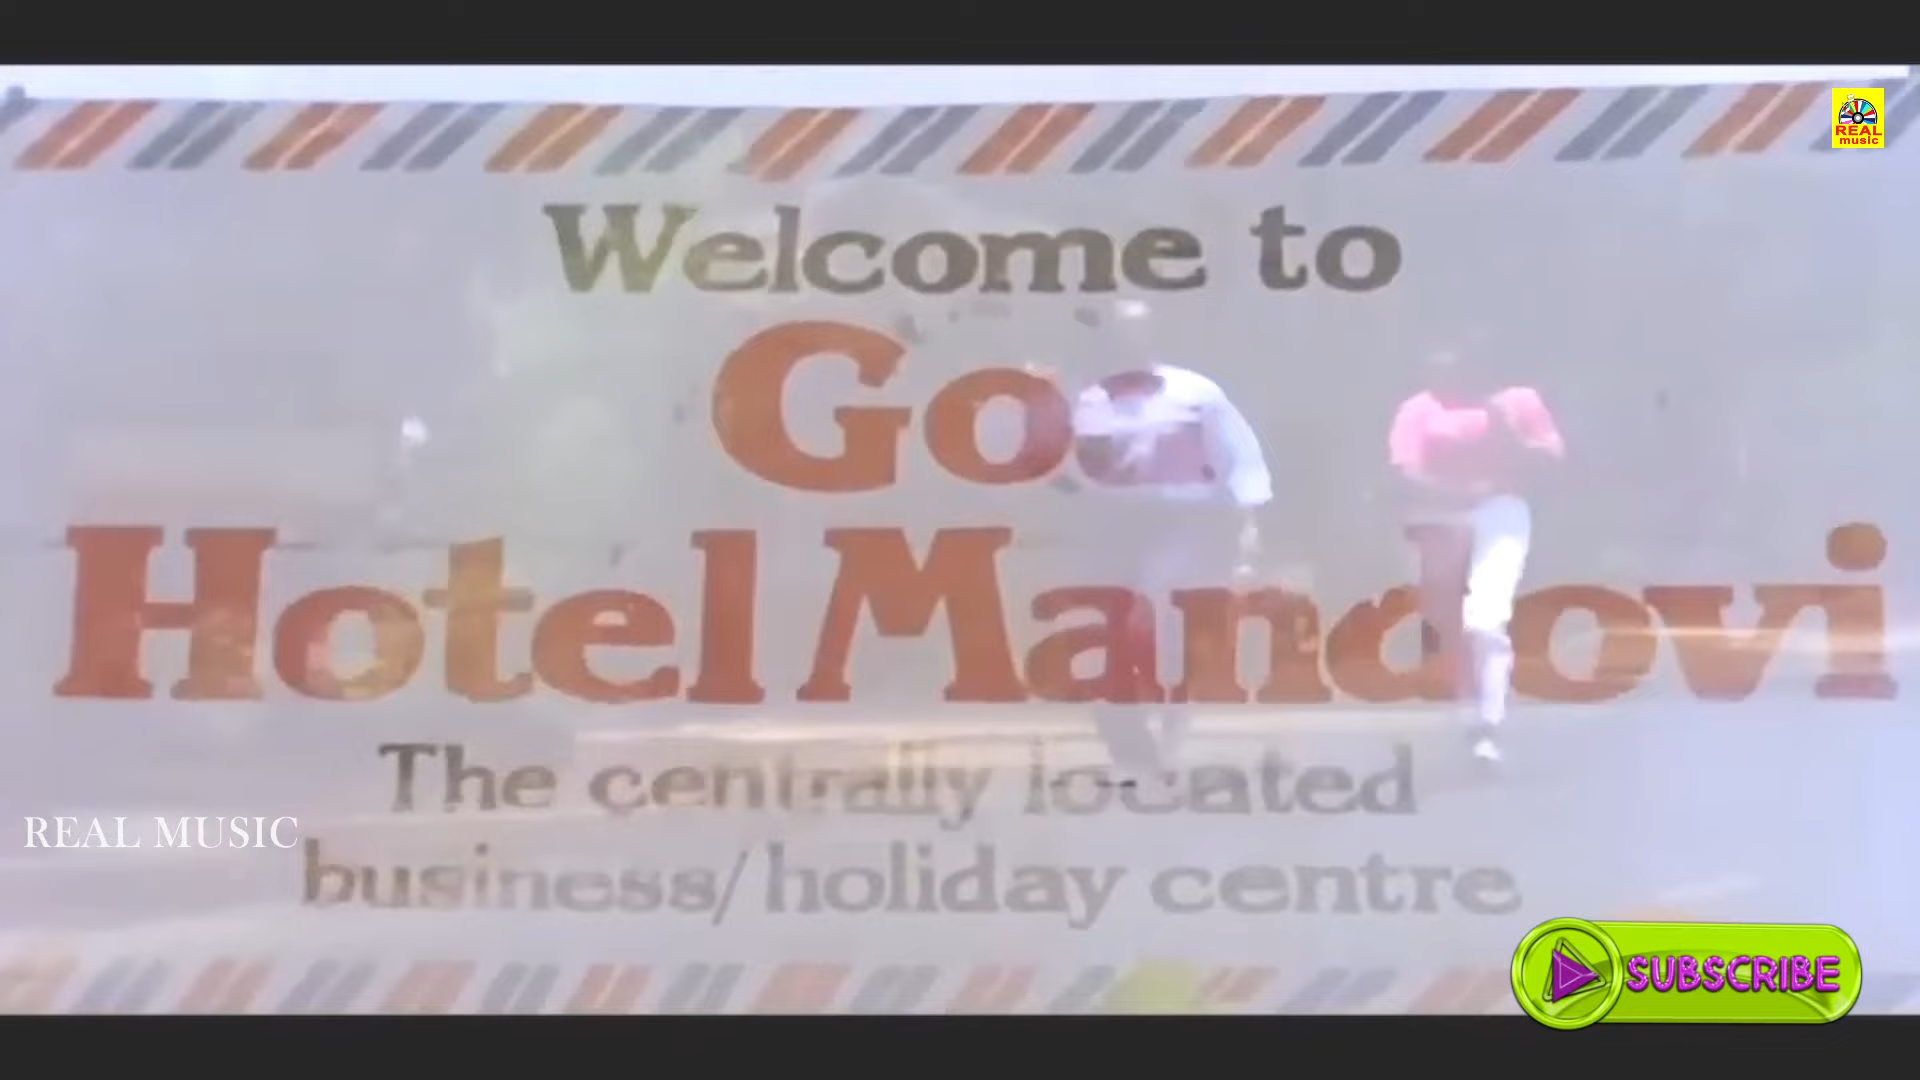 REAL
music
Welcome to
Goa
Hotel Mandovi
The centrally located
business/holiday centre
REAL MUSIC
SUBSCRIBE